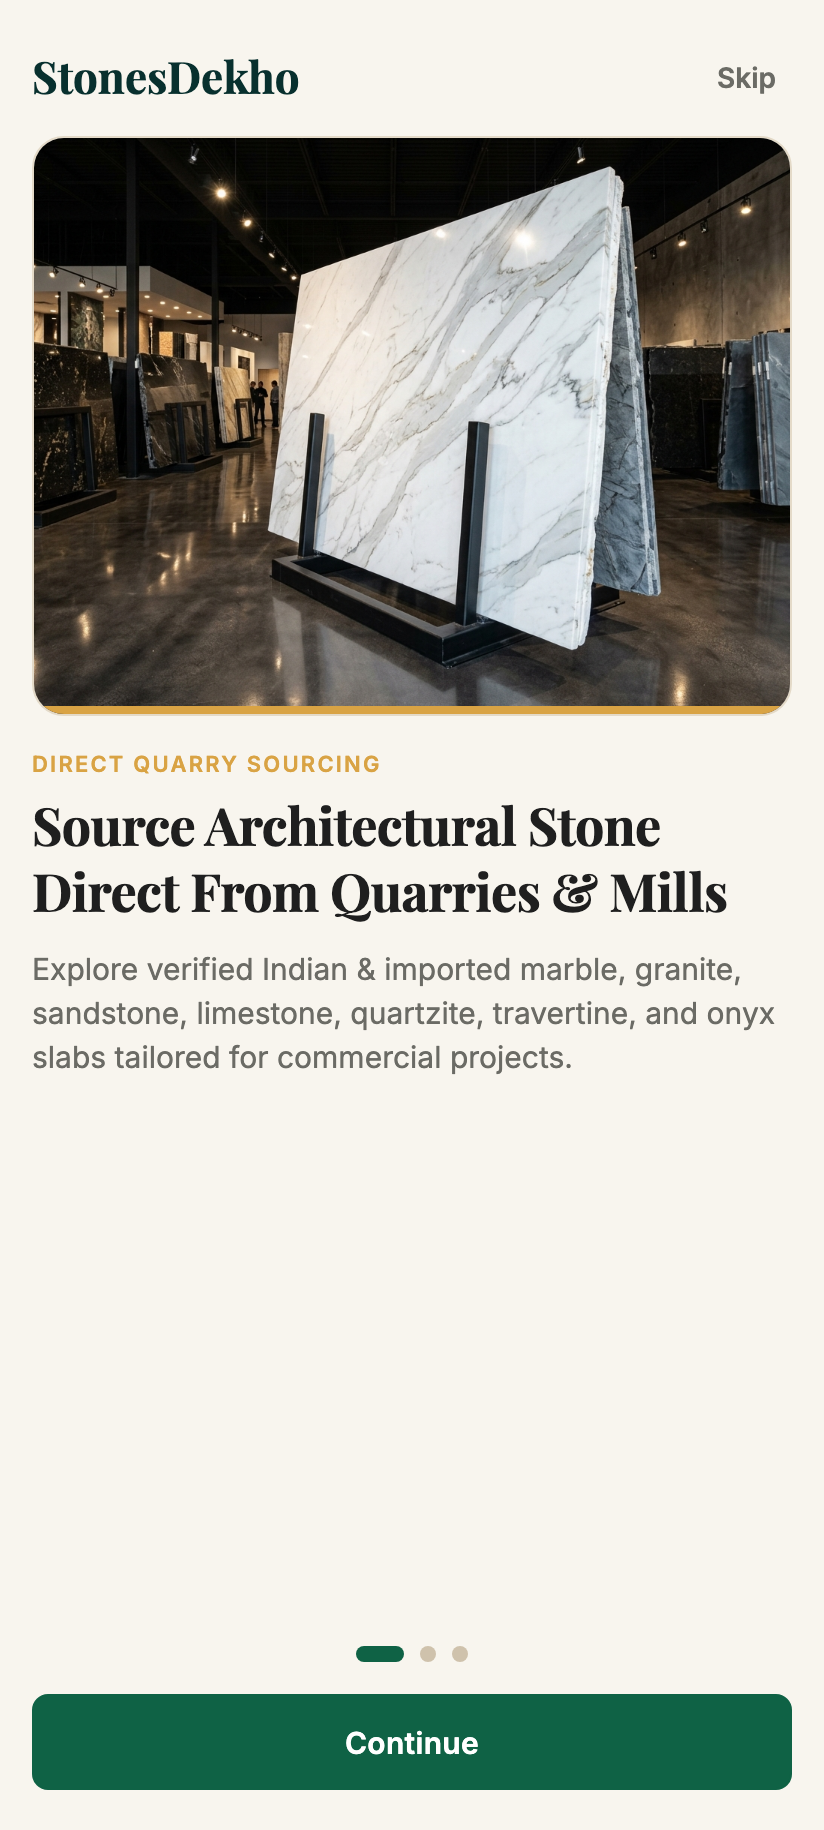 StonesDekho
Skip
DIRECT QUARRY SOURCING
Source Architectural Stone
Direct From Quarries & Mills
Explore verified Indian & imported marble, granite,
sandstone, limestone, quartzite, travertine, and onyx
slabs tailored for commercial projects.
Continue